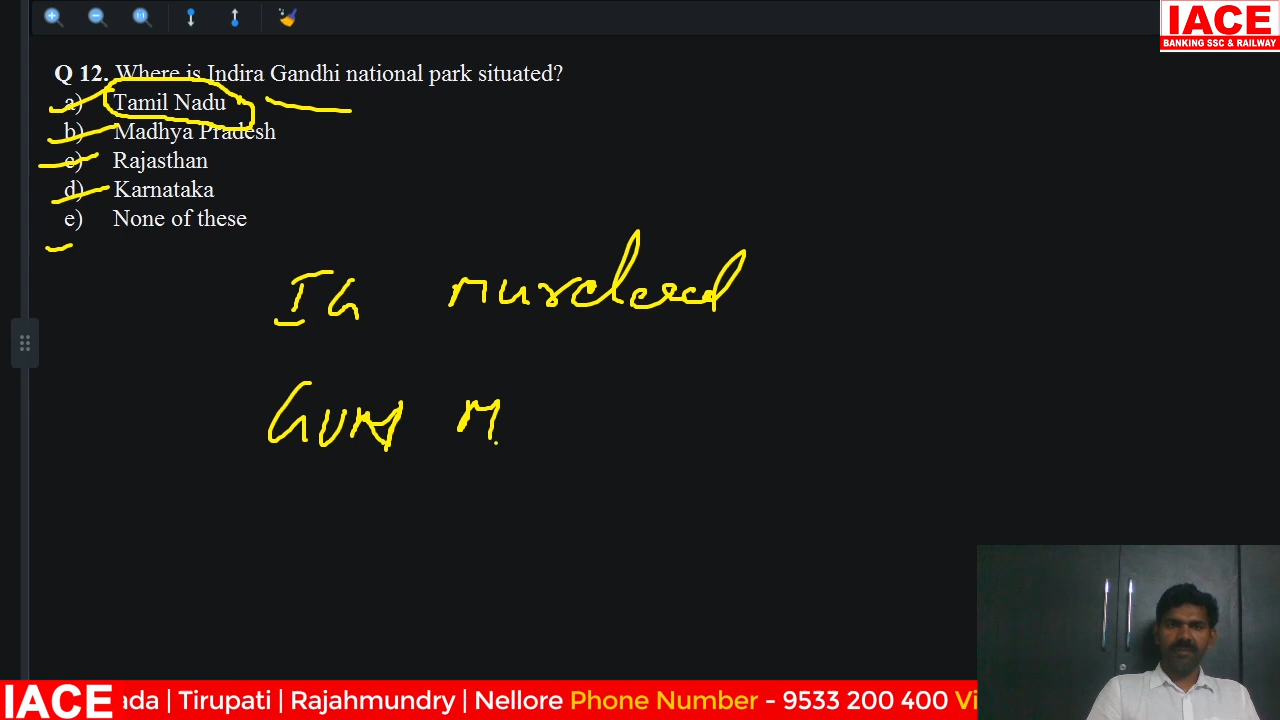 IACE
BANKING SSC & RAILWAY
Q 12. Where is Indira Gandhi national park situated?
a) Tamil Nadu
b) Madhya Pradesh
c) Rajasthan
d) Karnataka
e) None of these
IG murdered
M
IACE ada | Tirupati | Rajahmundry | Nellore Phone Number - 9533 200 400 Vi